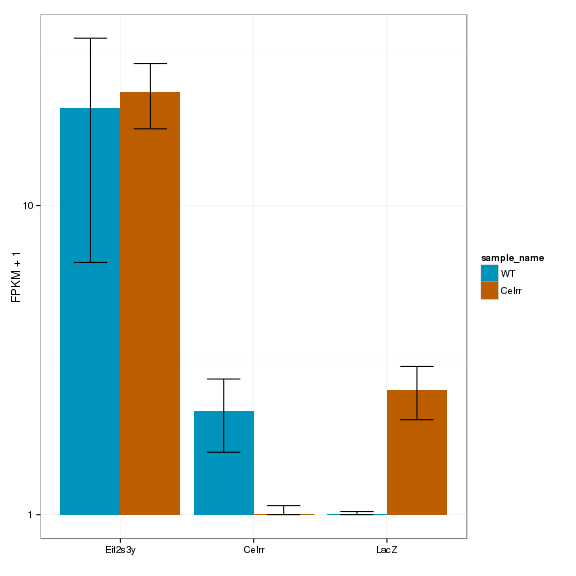 FPKM + 1
10
1
Eif2s3y
Celrr
LacZ
sample_name
WT
Celrr